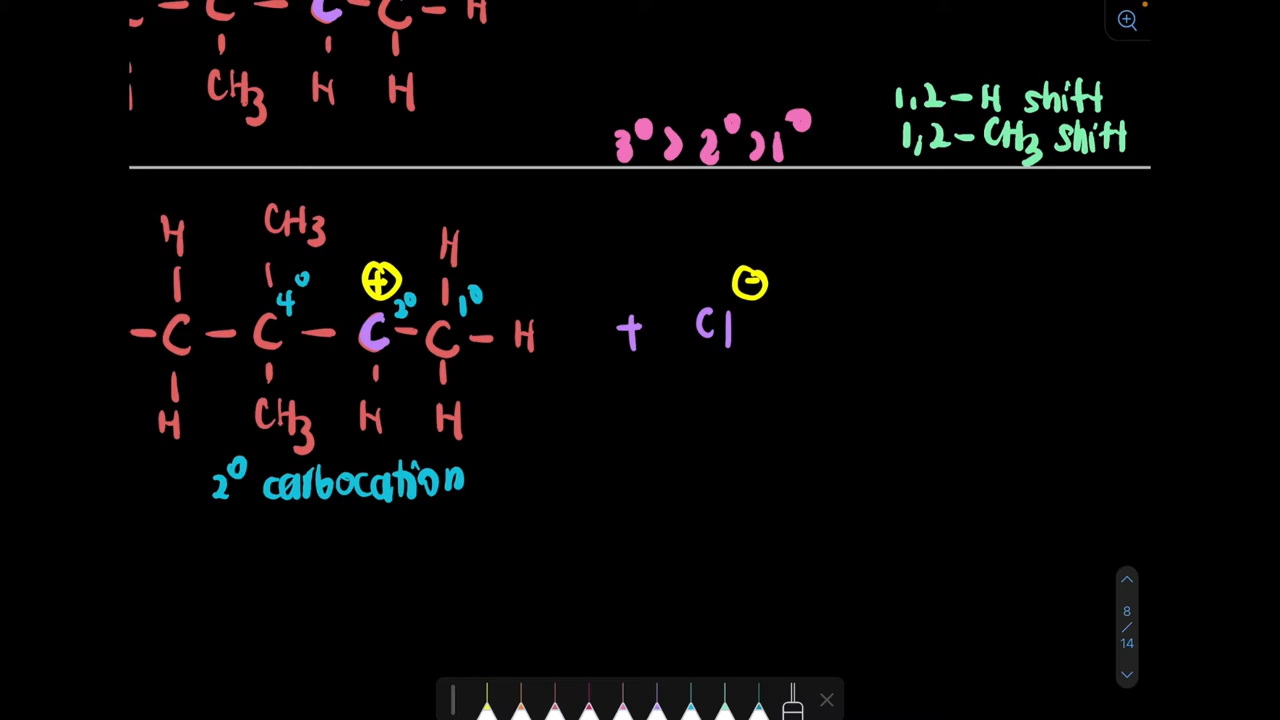 — C — C — C — H
CH3 H H
3° > 2° > 1°
1,2 – H shift
1,2 – CH3 shift
H CH3 ⊕ H
4° 2° 1°
— C — C — C — C — H + Cl ⊖
H CH3 H H
2° carbocation
8
/
14